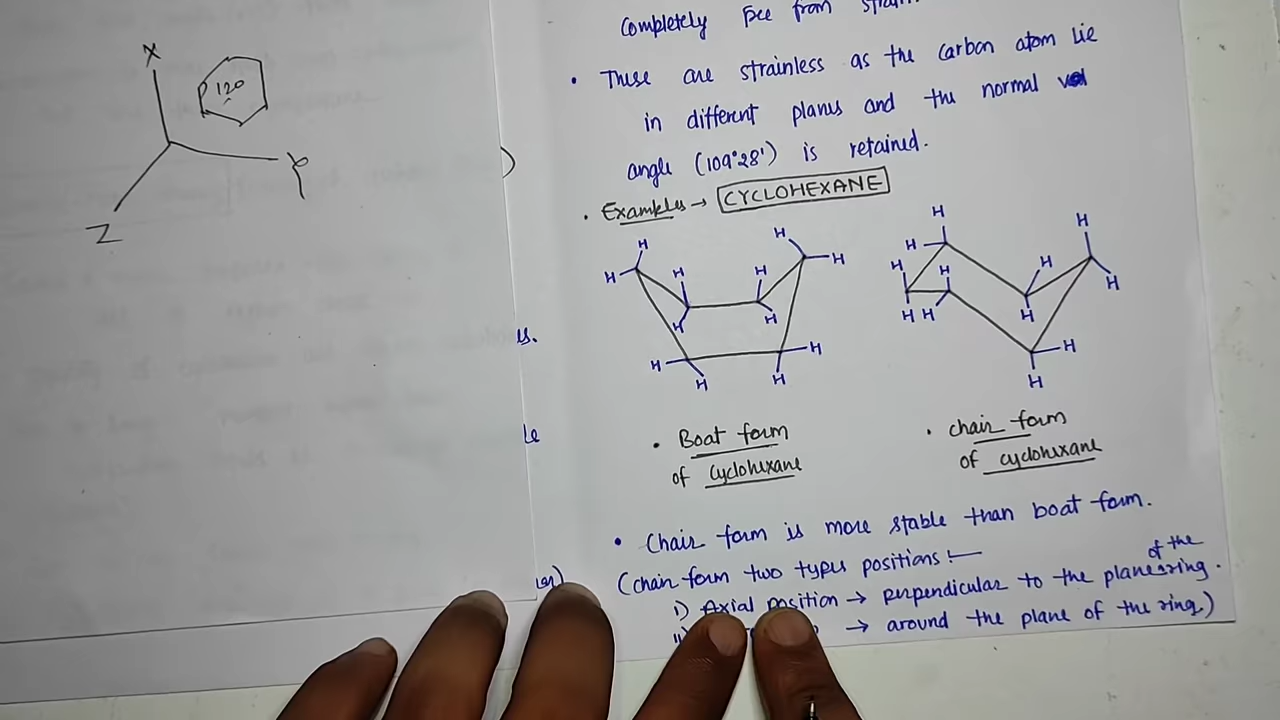 X
120
Y
Z
Completely free from strain
• These are strainless as the carbon atom lie
in different planes and the normal
angle (109°28') is retained.
• Examples → CYCLOHEXANE
H H H H H H H H H H H H
H H H H H H H H H H H H
• Boat form
of cyclohexane
• chair form
of cyclohexane
• Chair form is more stable than boat form.
(chair form two types positions :—
i) Axial position → perpendicular to the plane of the ring.
→ around the plane of the ring)